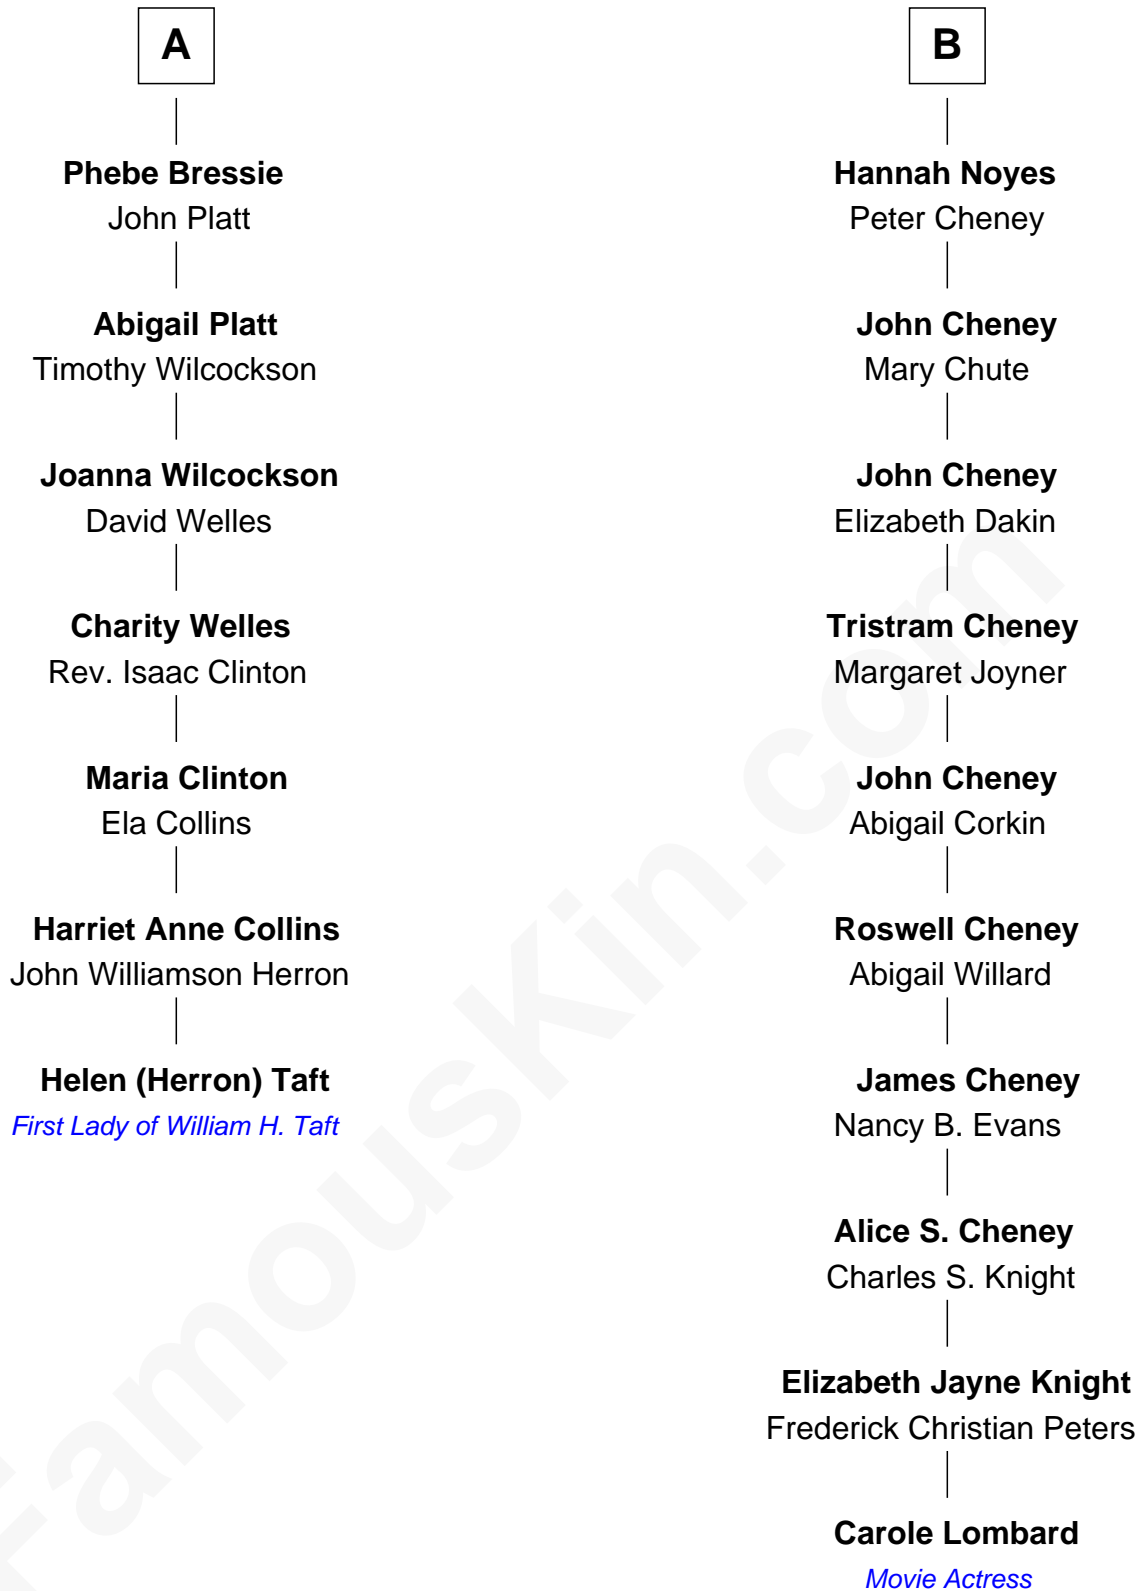 A
Phebe Bressie
John Platt
Abigail Platt
Timothy Wilcockson
Joanna Wilcockson
David Welles
Charity Welles
Rev. Isaac Clinton
Maria Clinton
Ela Collins
Harriet Anne Collins
John Williamson Herron
Helen (Herron) Taft
First Lady of William H. Taft
B
Hannah Noyes
Peter Cheney
John Cheney
Mary Chute
John Cheney
Elizabeth Dakin
Tristram Cheney
Margaret Joyner
John Cheney
Abigail Corkin
Roswell Cheney
Abigail Willard
James Cheney
Nancy B. Evans
Alice S. Cheney
Charles S. Knight
Elizabeth Jayne Knight
Frederick Christian Peters
Carole Lombard
Movie Actress
FamousKin.com